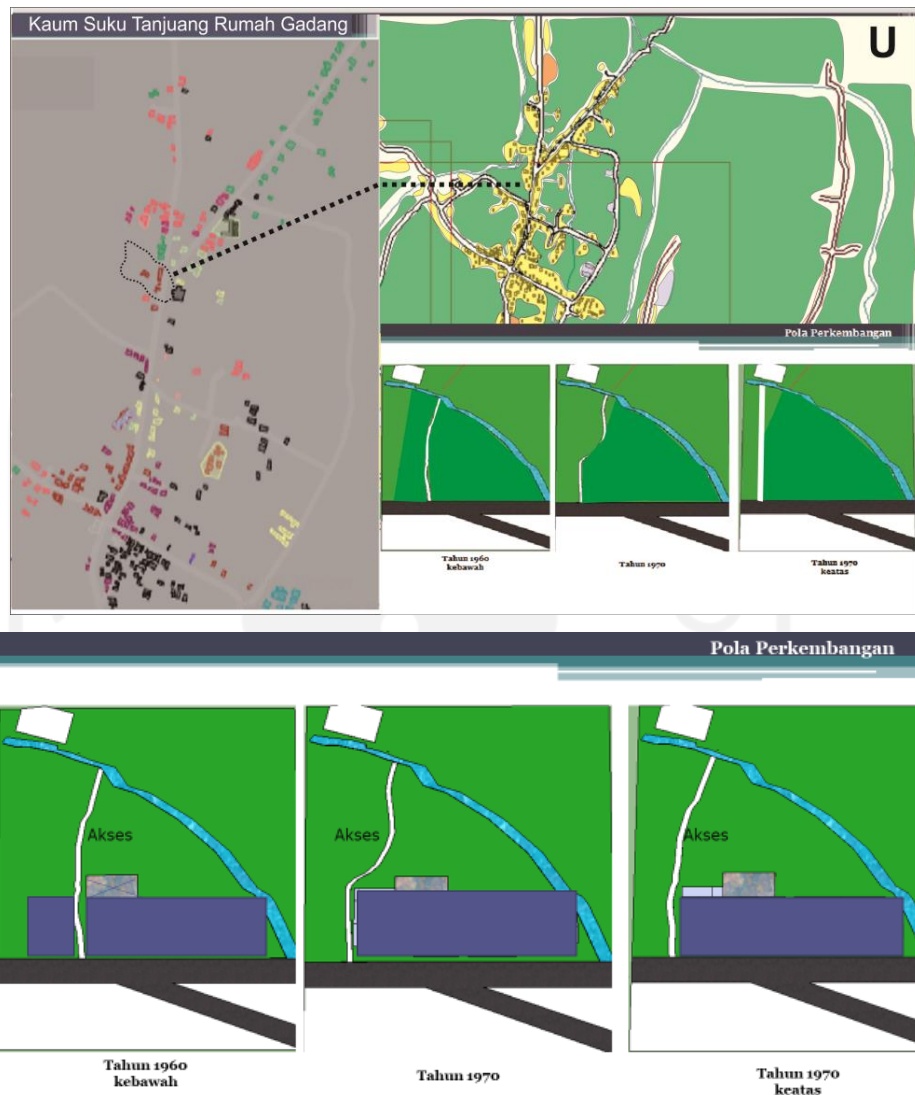 Kaum Suku Tanjuang Rumah Gadang
U
Pola Perkembangan
Tahun 1960
kebawah
Tahun 1970
Tahun 1970
keatas
Pola Perkembangan
Akses
Akses
Akses
Tahun 1960
kebawah
Tahun 1970
Tahun 1970
keatas